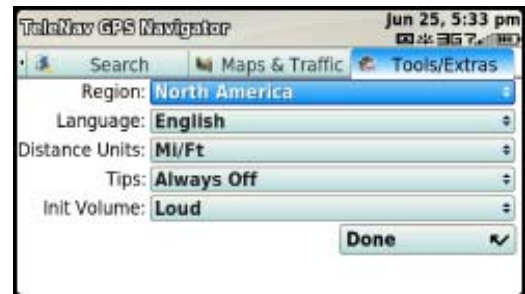 TeleNav GPS Navigator
Jun 25, 5:33 pm
3G
Search Maps & Traffic Tools/Extras
Region: North America
Language: English
Distance Units: Mi/Ft
Tips: Always Off
Init Volume: Loud
Done